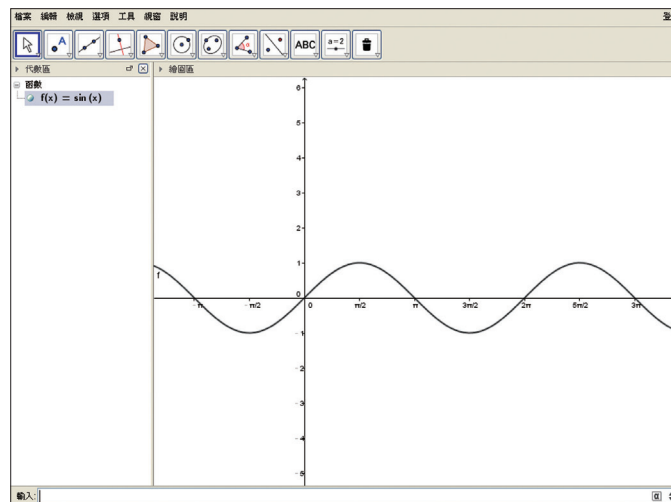 檔案 編輯 檢視 選項 工具 視窗 說明
A ABC a=2
代數區 繪圖區
函數
f(x) = sin (x)
6
5
4
3
2
1
f
0
-π -π/2 0 π/2 π 3π/2 2π 5π/2 3π
-1
-2
-3
-4
-5
輸入: α